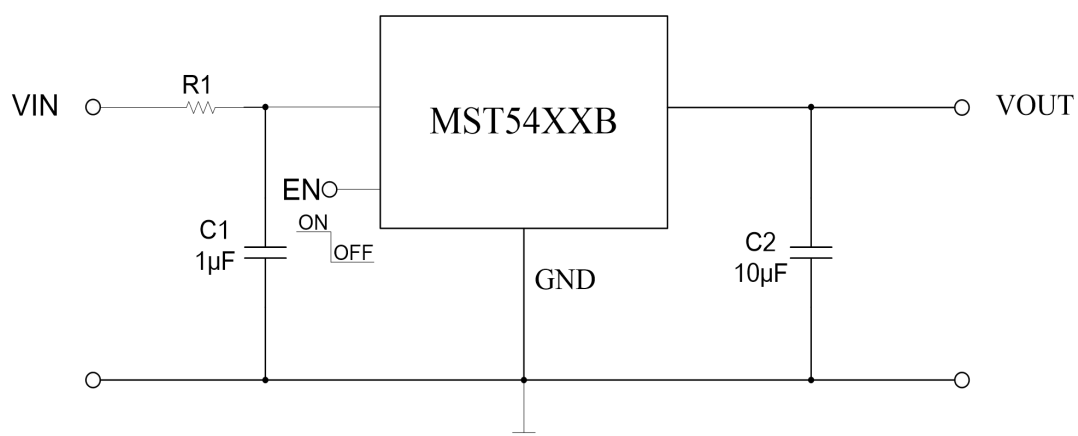 R1
VIN
MST54XXB
VOUT
EN
ON
OFF
C1
1μF
GND
C2
10μF